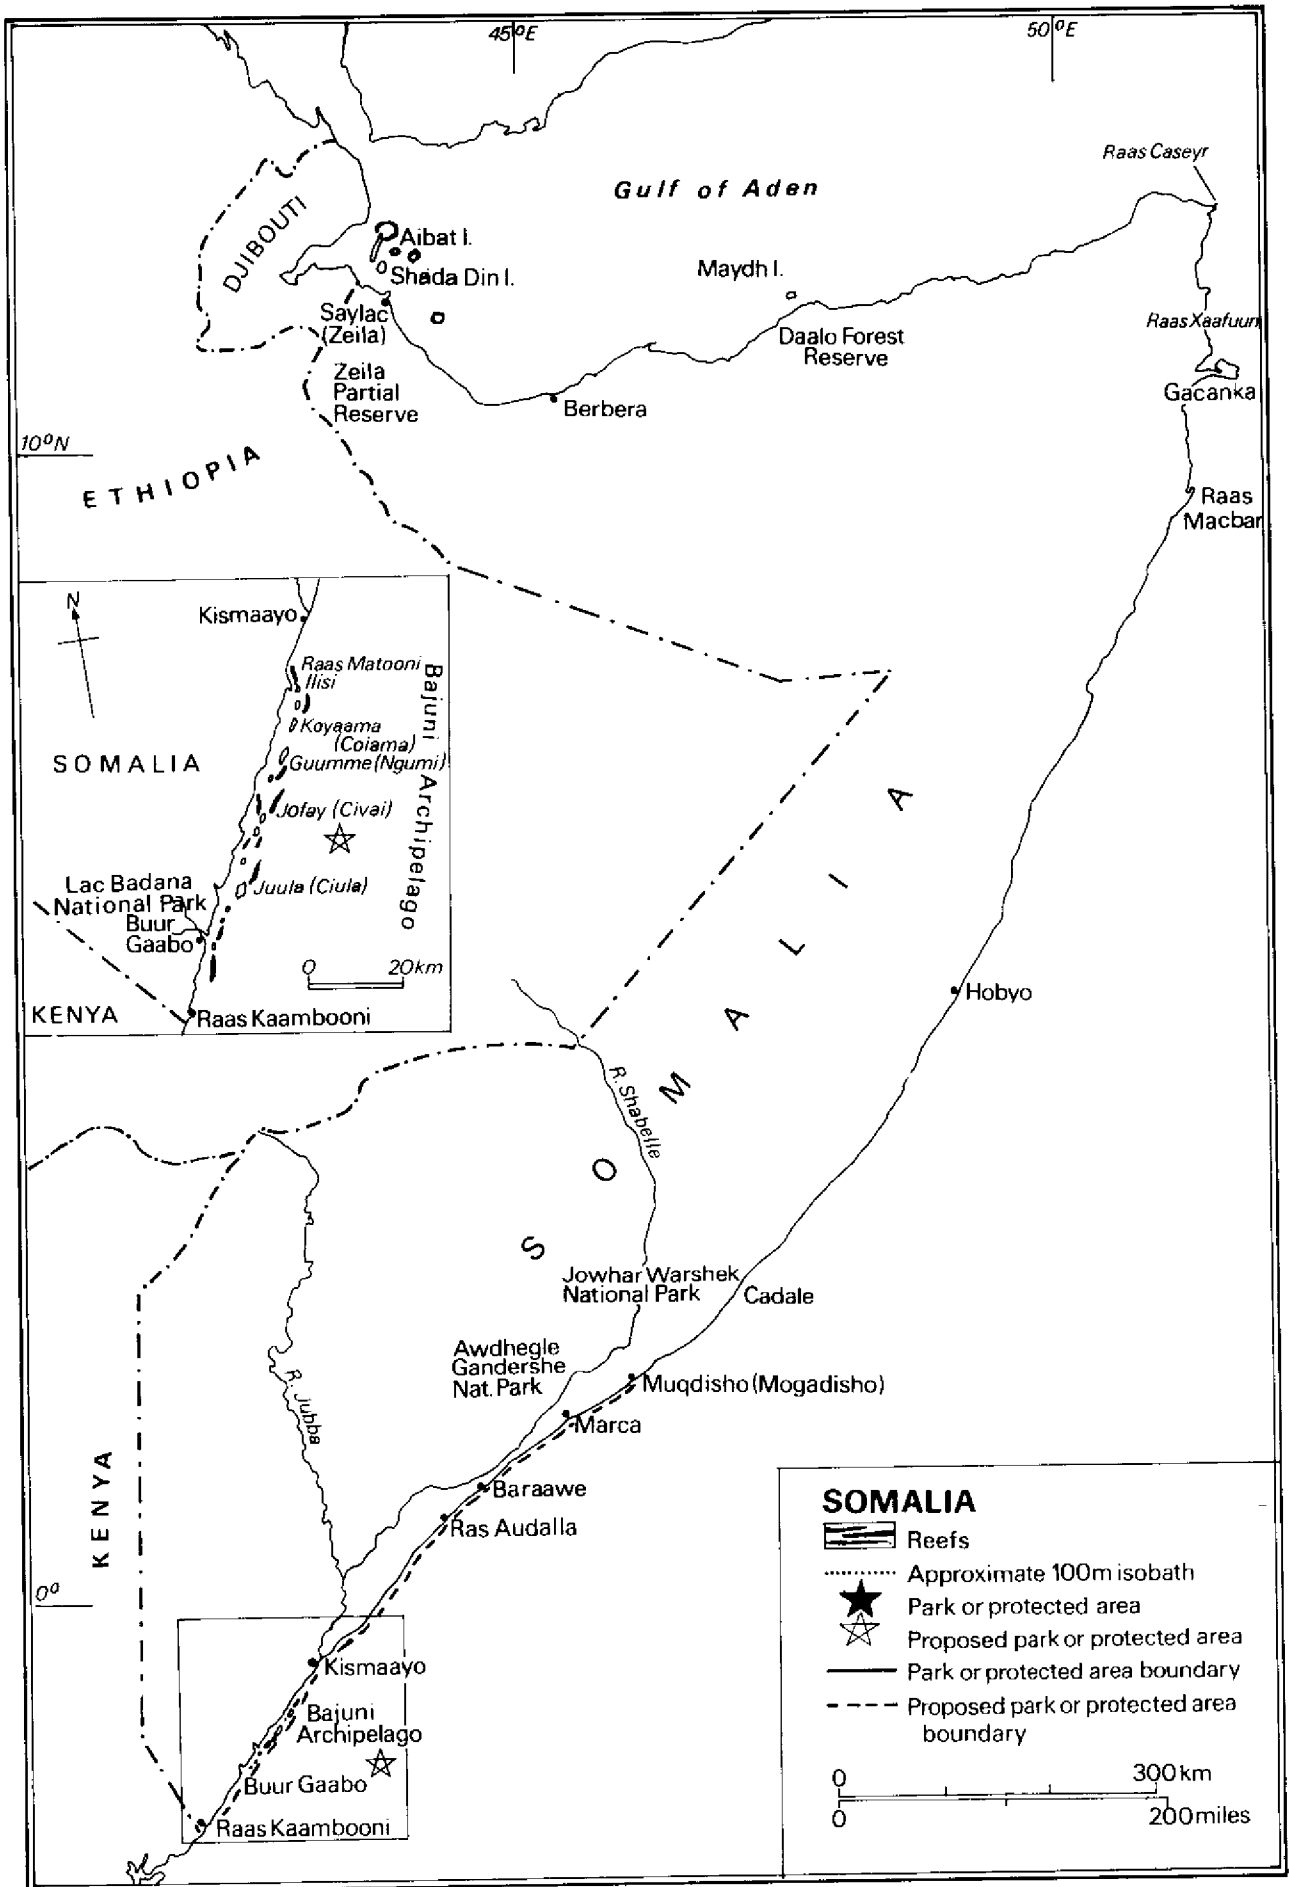 45°E
50°E
Raas Caseyr
Gulf of Aden
DJIBOUTI
Aibat I.
Shada Din I.
Maydh I.
Saylac
(Zeila)
Raas Xaafuun
Daalo Forest
Reserve
Zeila
Partial
Reserve
Gacanka
Berbera
10°N
ETHIOPIA
Raas
Macbar
N
Kismaayo
Raas Matooni
Ilisi
Koyaama
(Coiama)
Guumme (Ngumi)
Jofay (Civai)
Juula (Ciula)
Bajuni Archipelago
SOMALIA
Lac Badana
National Park
Buur
Gaabo
0 20km
KENYA
Raas Kaambooni
Hobyo
R. Shabelle
SOMALIA
Jowhar Warshek
National Park
Cadale
Awdhegle
Gandershe
Nat. Park
Muqdisho (Mogadisho)
R. Jubba
Marca
KENYA
Baraawe
Ras Audalla
0°
Kismaayo
Bajuni
Archipelago
Buur Gaabo
Raas Kaambooni
SOMALIA
Reefs
Approximate 100m isobath
Park or protected area
Proposed park or protected area
Park or protected area boundary
Proposed park or protected area
boundary
0 300km
0 200miles